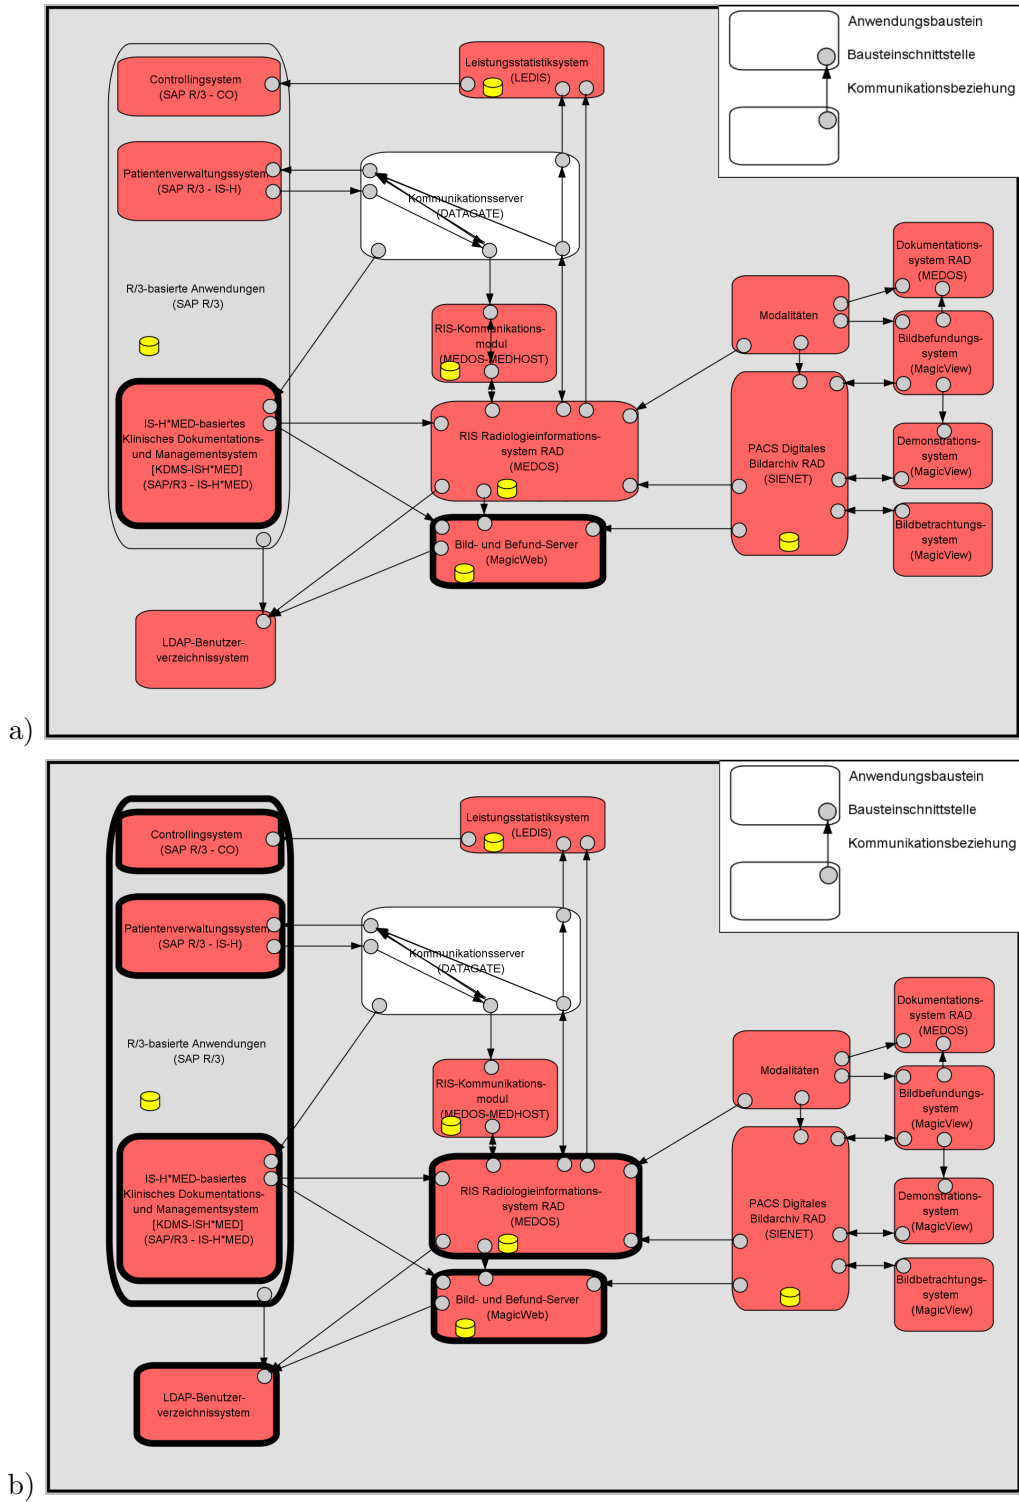 Anwendungsbaustein
Bausteinschnittstelle
Kommunikationsbeziehung
Controllingsystem
(SAP R/3 - CO)
Leistungsstatistiksystem
(LEDIS)
Patientenverwaltungssystem
(SAP R/3 - IS-H)
Kommunikationsserver
(DATAGATE)
R/3-basierte Anwendungen
(SAP R/3)
RIS-Kommunikations-
modul
(MEDOS-MEDHOST)
Modalitäten
Dokumentations-
system RAD
(MEDOS)
Bildbefundungs-
system
(MagicView)
IS-H*MED-basiertes
Klinisches Dokumentations-
und Managementsystem
[KDMS-ISH*MED]
(SAP/R3 - IS-H*MED)
RIS Radiologieinformations-
system RAD
(MEDOS)
PACS Digitales
Bildarchiv RAD
(SIENET)
Demonstrations-
system
(MagicView)
Bildbetrachtungs-
system
(MagicView)
Bild- und Befund-Server
(MagicWeb)
LDAP-Benutzer-
verzeichnissystem
a)
Anwendungsbaustein
Bausteinschnittstelle
Kommunikationsbeziehung
Controllingsystem
(SAP R/3 - CO)
Leistungsstatistiksystem
(LEDIS)
Patientenverwaltungssystem
(SAP R/3 - IS-H)
Kommunikationsserver
(DATAGATE)
R/3-basierte Anwendungen
(SAP R/3)
RIS-Kommunikations-
modul
(MEDOS-MEDHOST)
Modalitäten
Dokumentations-
system RAD
(MEDOS)
Bildbefundungs-
system
(MagicView)
IS-H*MED-basiertes
Klinisches Dokumentations-
und Managementsystem
[KDMS-ISH*MED]
(SAP/R3 - IS-H*MED)
RIS Radiologieinformations-
system RAD
(MEDOS)
PACS Digitales
Bildarchiv RAD
(SIENET)
Demonstrations-
system
(MagicView)
Bildbetrachtungs-
system
(MagicView)
Bild- und Befund-Server
(MagicWeb)
LDAP-Benutzer-
verzeichnissystem
b)